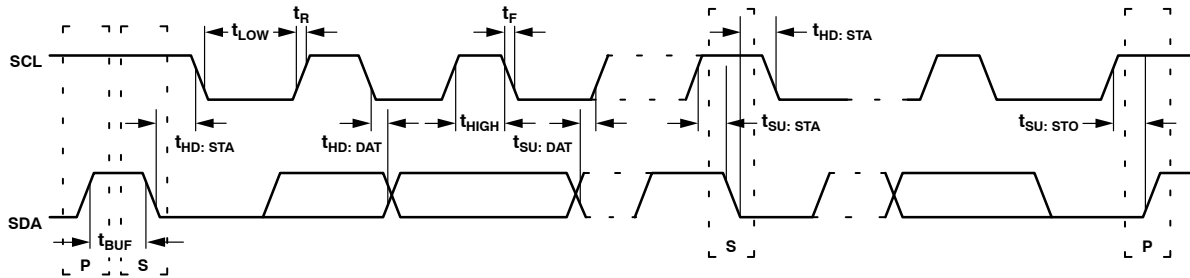 tR tF
tLOW tHD: STA
SCL
tHD: STA tHD: DAT tHIGH tSU: DAT tSU: STA tSU: STO
SDA
tBUF
P S S P